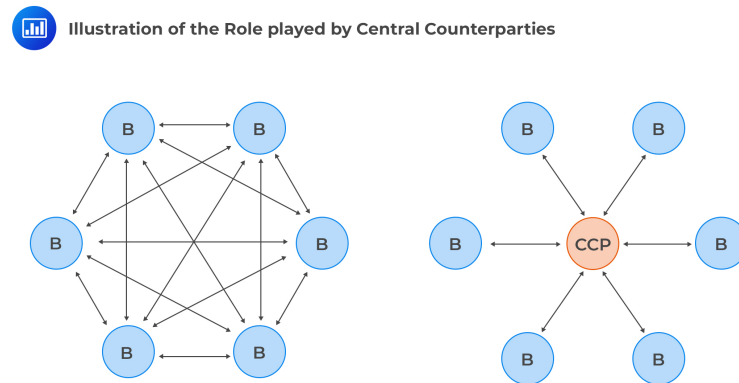 Illustration of the Role played by Central Counterparties
B B B B
B B B CCP B
B B B B